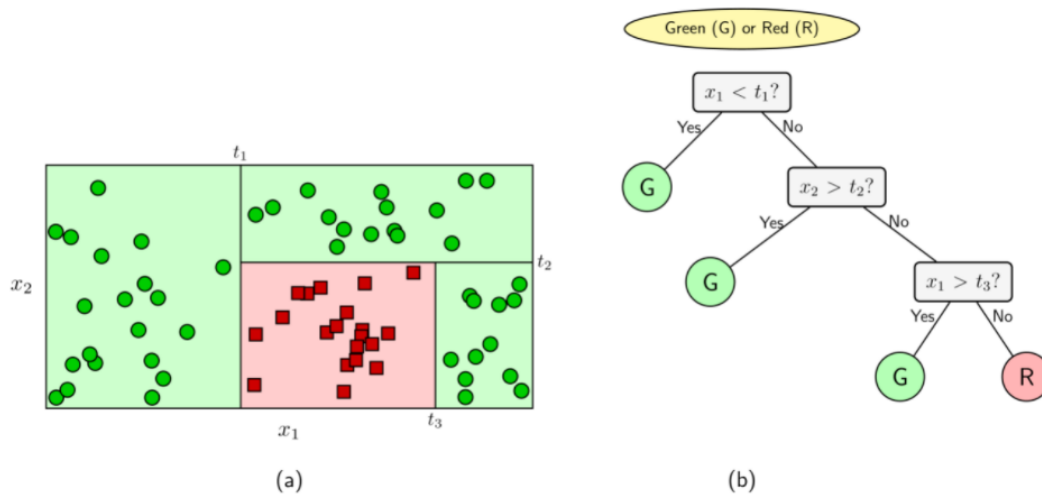 t₁
x₂
t₂
x₁
t₃
(a)
Green (G) or Red (R)
x₁ < t₁?
Yes
No
G
x₂ > t₂?
Yes
No
G
x₁ > t₃?
Yes
No
G
R
(b)